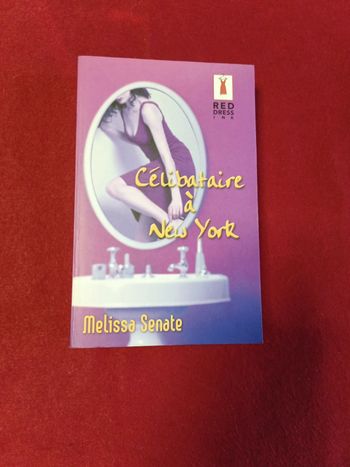 RED
DRESS
INK
Célibataire
à
New York
Melissa Senate